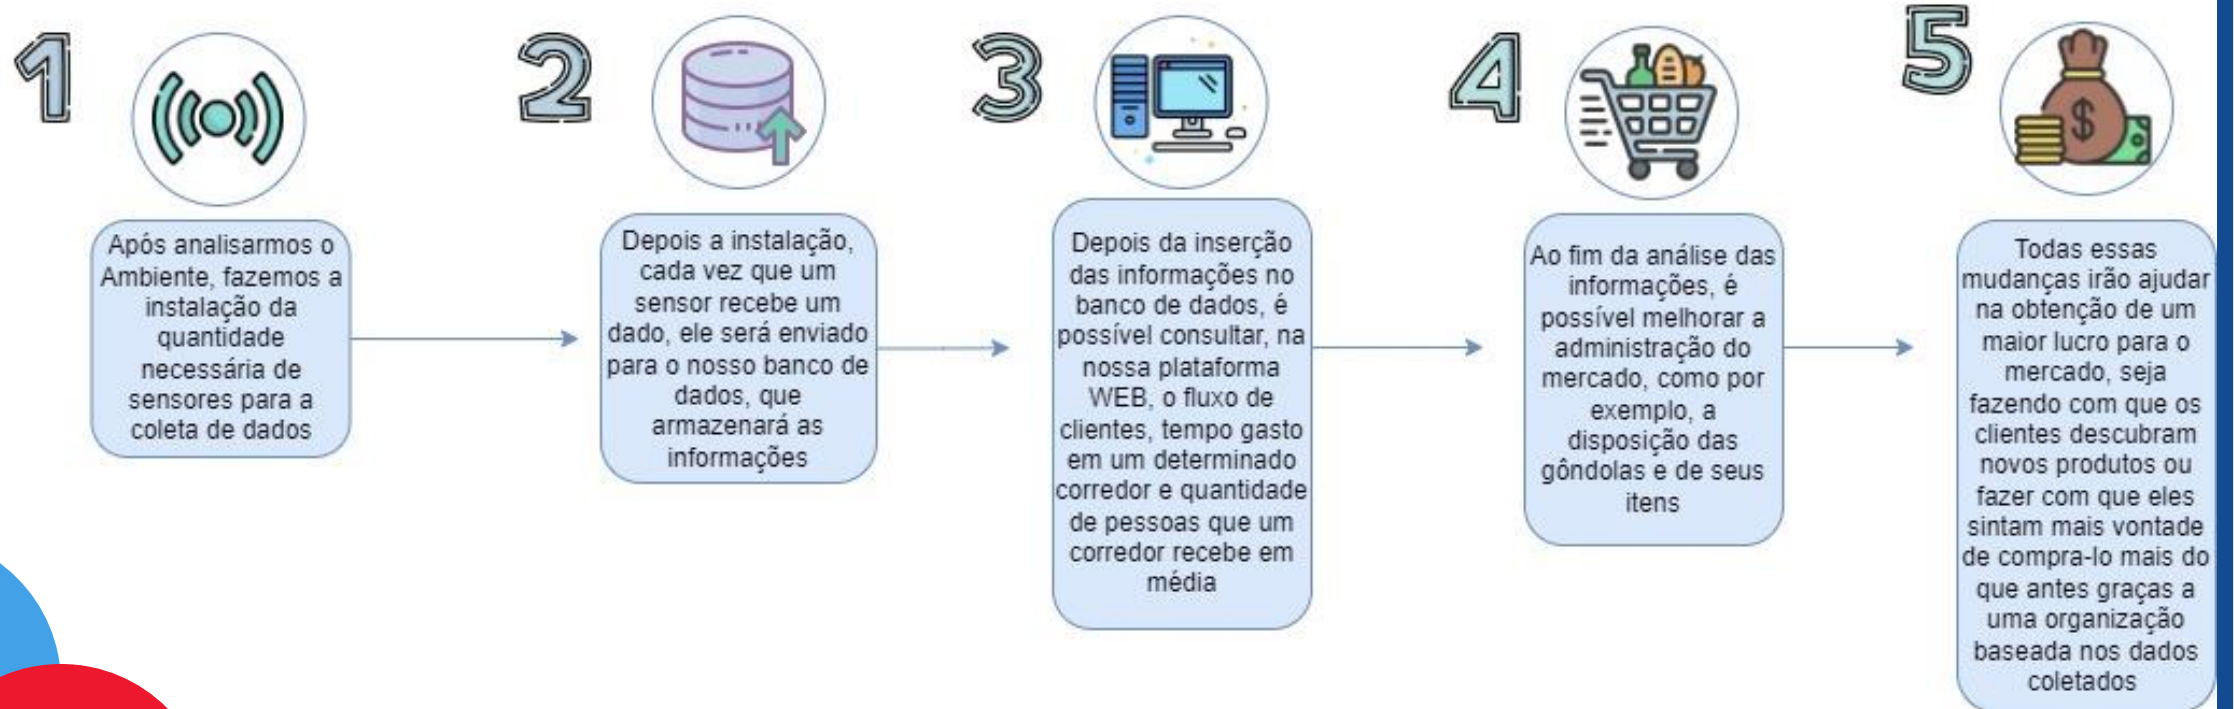 1
Após analisarmos o
Ambiente, fazemos a
instalação da
quantidade
necessária de
sensores para a
coleta de dados
2
Depois a instalação,
cada vez que um
sensor recebe um
dado, ele será enviado
para o nosso banco de
dados, que
armazenará as
informações
3
Depois da inserção
das informações no
banco de dados, é
possível consultar, na
nossa plataforma
WEB, o fluxo de
clientes, tempo gasto
em um determinado
corredor e quantidade
de pessoas que um
corredor recebe em
média
4
Ao fim da análise das
informações, é
possível melhorar a
administração do
mercado, como por
exemplo, a
disposição das
gôndolas e de seus
itens
5
$
Todas essas
mudanças irão ajudar
na obtenção de um
maior lucro para o
mercado, seja
fazendo com que os
clientes descubram
novos produtos ou
fazer com que eles
sintam mais vontade
de compra-lo mais do
que antes graças a
uma organização
baseada nos dados
coletados